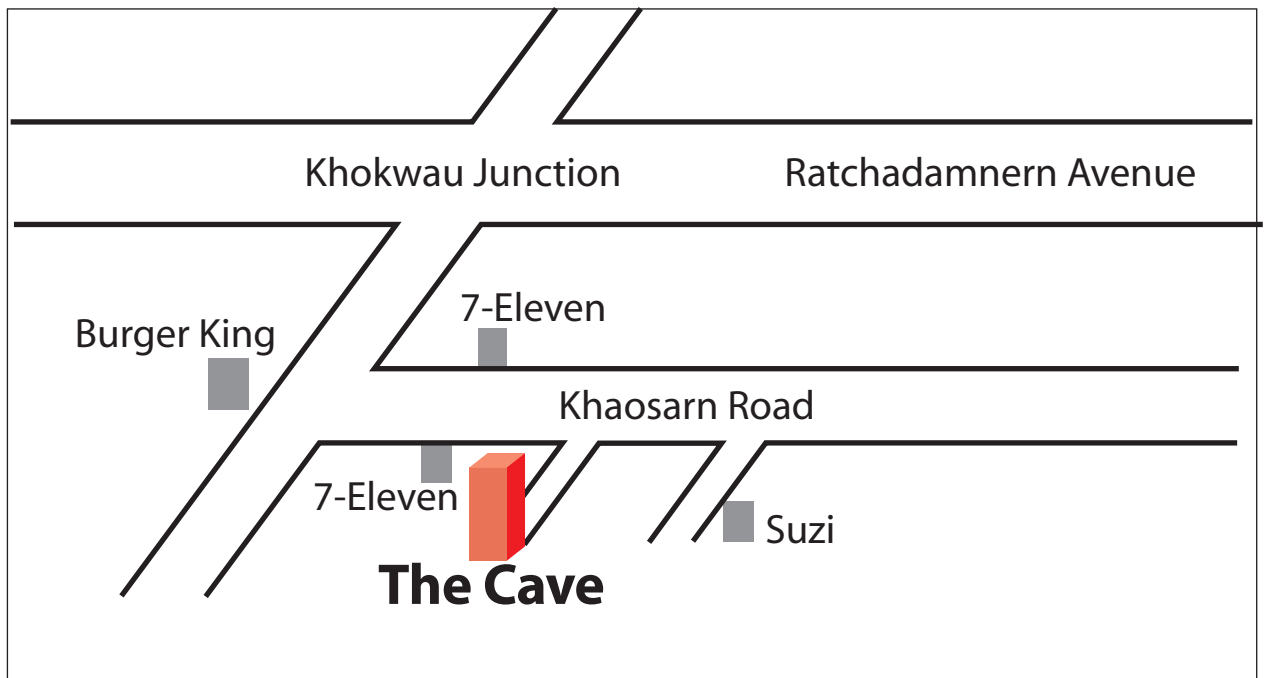 Khokwau Junction
Ratchadamnern Avenue
7-Eleven
Burger King
Khaosarn Road
7-Eleven
Suzi
The Cave